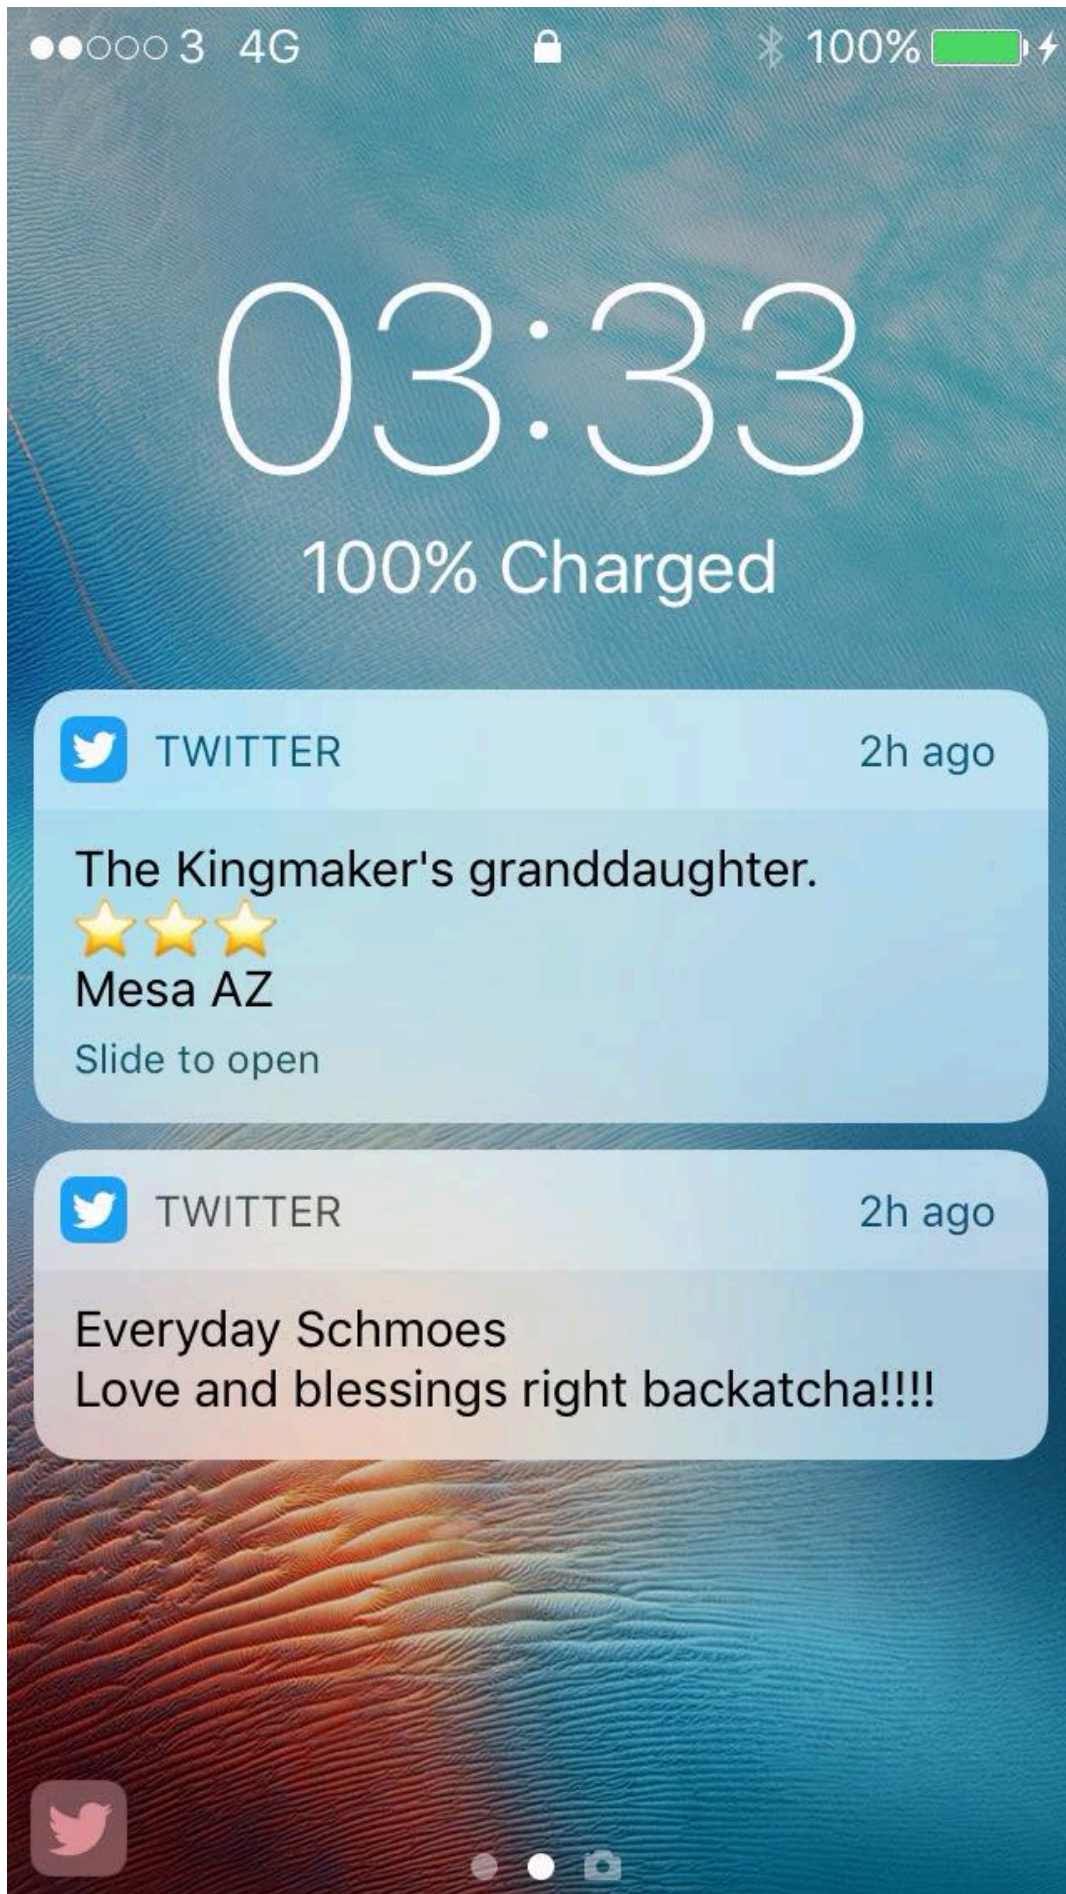 3 4G 100%
03:33
100% Charged
TWITTER 2h ago
The Kingmaker's granddaughter.
⭐⭐⭐
Mesa AZ
Slide to open
TWITTER 2h ago
Everyday Schmoes
Love and blessings right backatcha!!!!